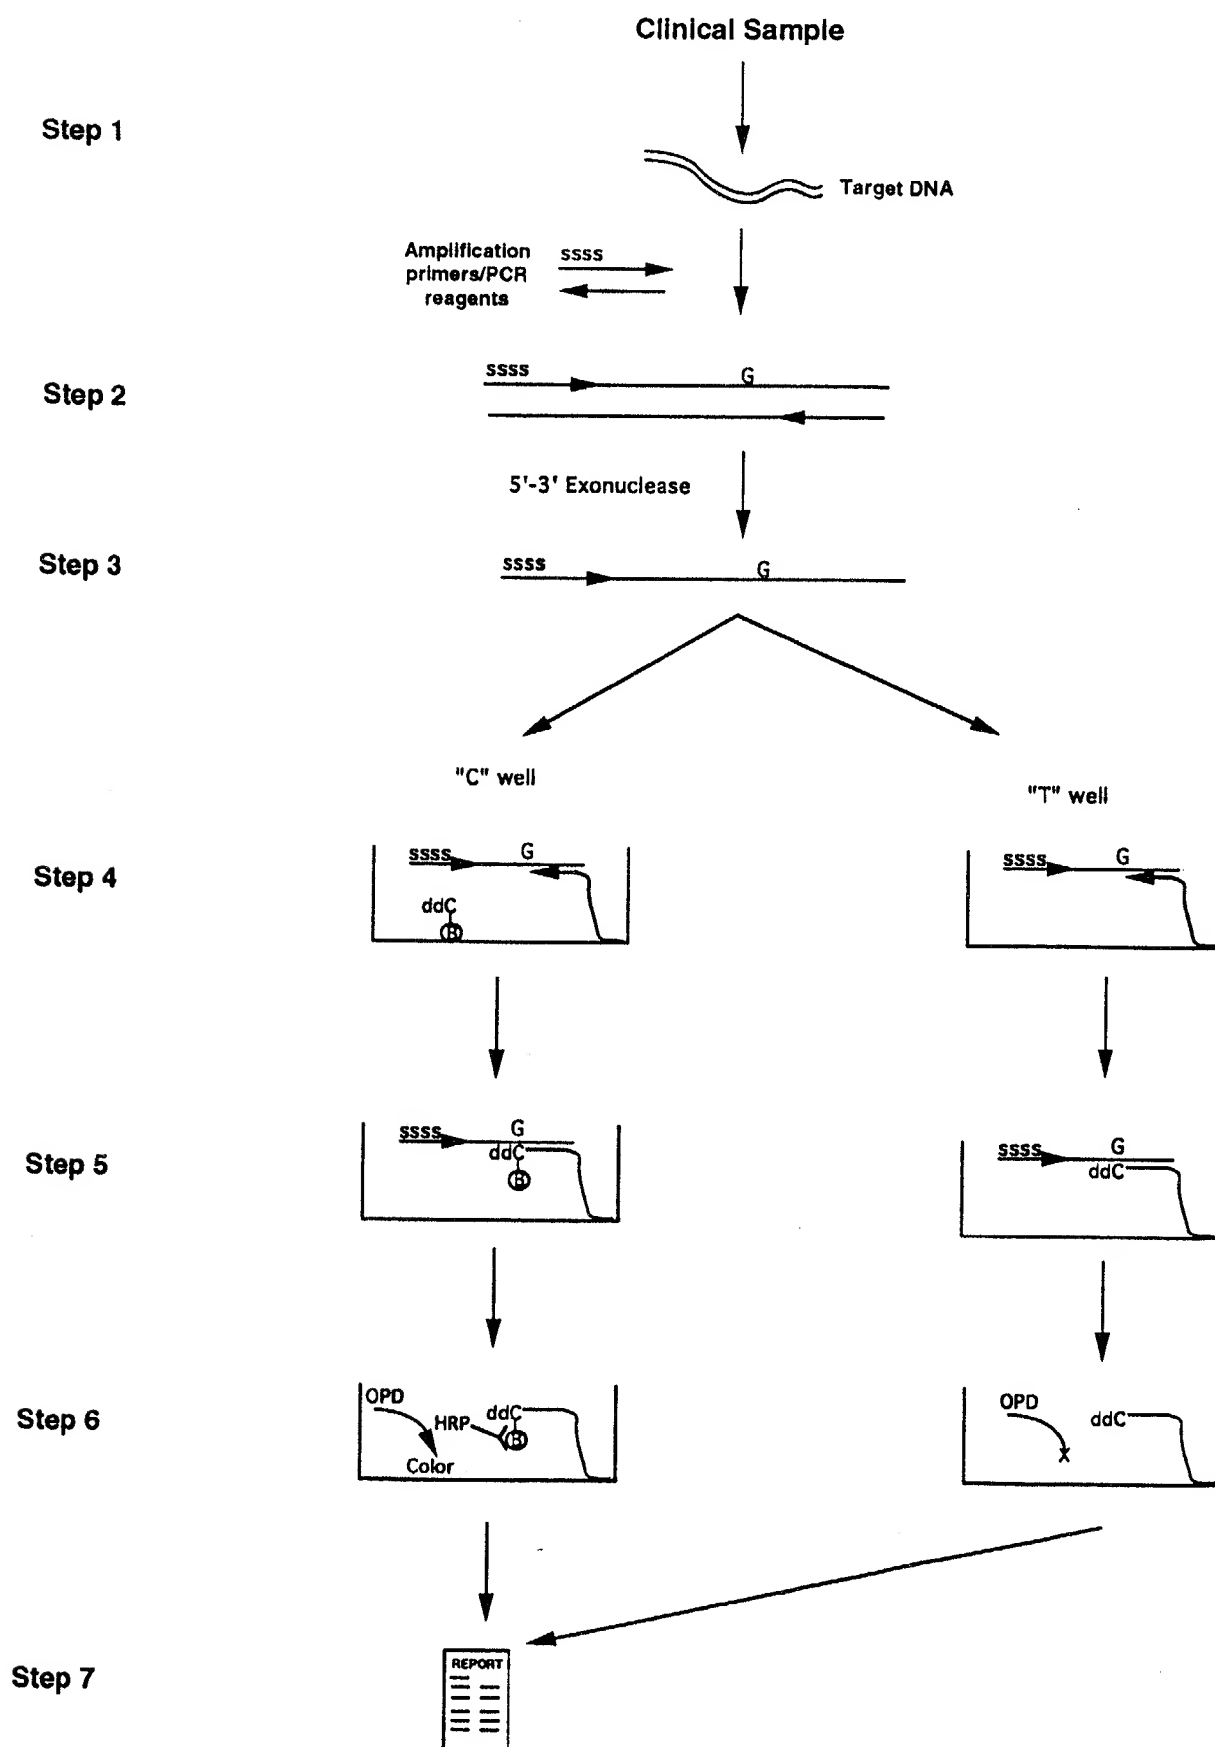 Clinical Sample
Step 1
Target DNA
Amplification
primers/PCR
reagents
ssss
Step 2
ssss
G
5'-3' Exonuclease
Step 3
ssss
G
"C" well
"T" well
Step 4
ssss
G
ddC
B
ssss
G
Step 5
ssss
G
ddC
B
ssss
G
ddC
Step 6
OPD
HRP
ddC
B
Color
OPD
ddC
X
Step 7
REPORT